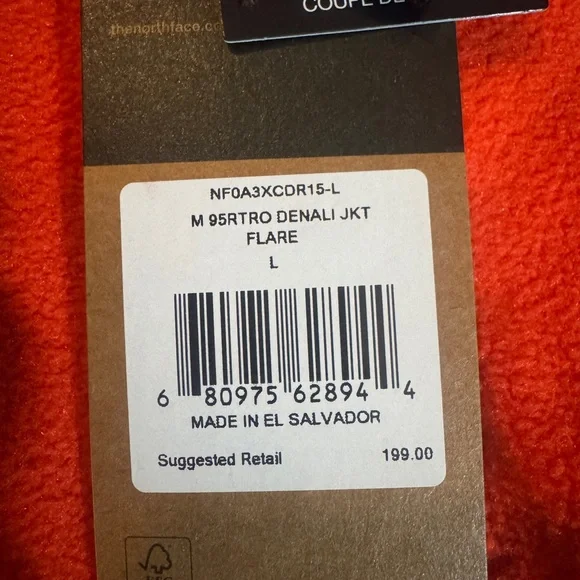 COUPE DE
thenorthface.co
NF0A3XCDR15-L
M 95RTRO DENALI JKT
FLARE
L
6 80975 62894 4
MADE IN EL SALVADOR
Suggested Retail 199.00